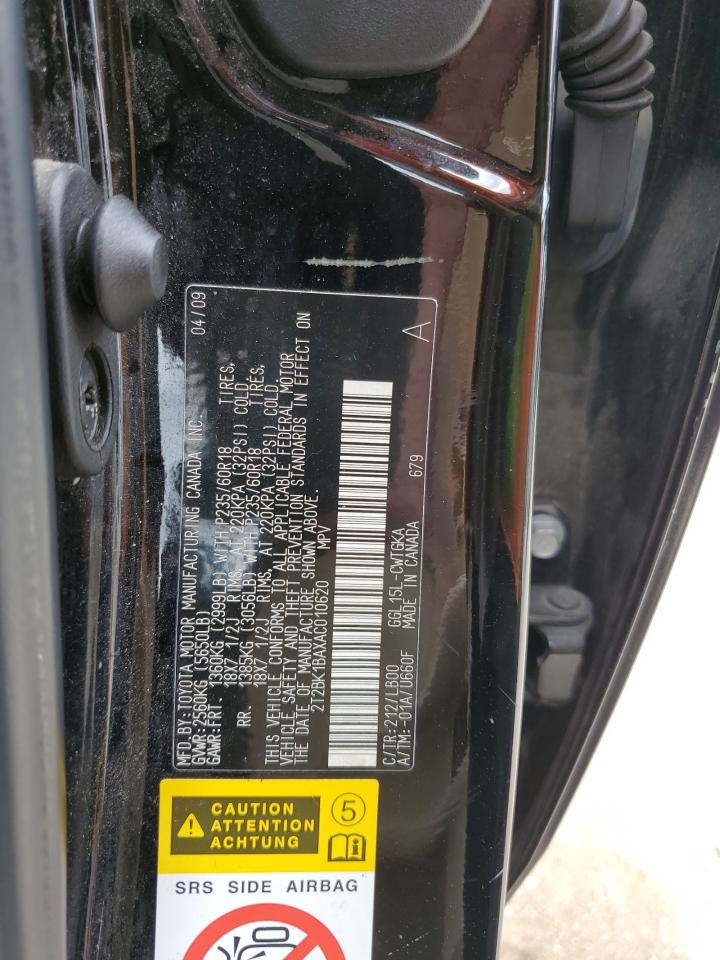 MFD.BY:TOYOTA MOTOR MANUFACTURING CANADA INC. 04/09
GVWR:2560KG (5650LB)
GAWR:FRT. 1360KG (2999LB) WITH P235/60R18 TIRES,
18X7 1/2J RIMS, AT 220KPA (32PSI) COLD.
RR. 1385KG (3058LB) WITH P235/60R18 TIRES,
18X7 1/2J RIMS, AT 220KPA (32PSI) COLD.
THIS VEHICLE CONFORMS TO ALL APPLICABLE FEDERAL MOTOR
VEHICLE SAFETY AND THEFT PREVENTION STANDARDS IN EFFECT ON
THE DATE OF MANUFACTURE SHOWN ABOVE.
2T2BK1BAXAC010620 MPV
C/TR:212/LB00 GGL15L-CWTGKA 679 A
A/TM:-01A/U660F MADE IN CANADA
CAUTION
ATTENTION
ACHTUNG
5
SRS SIDE AIRBAG